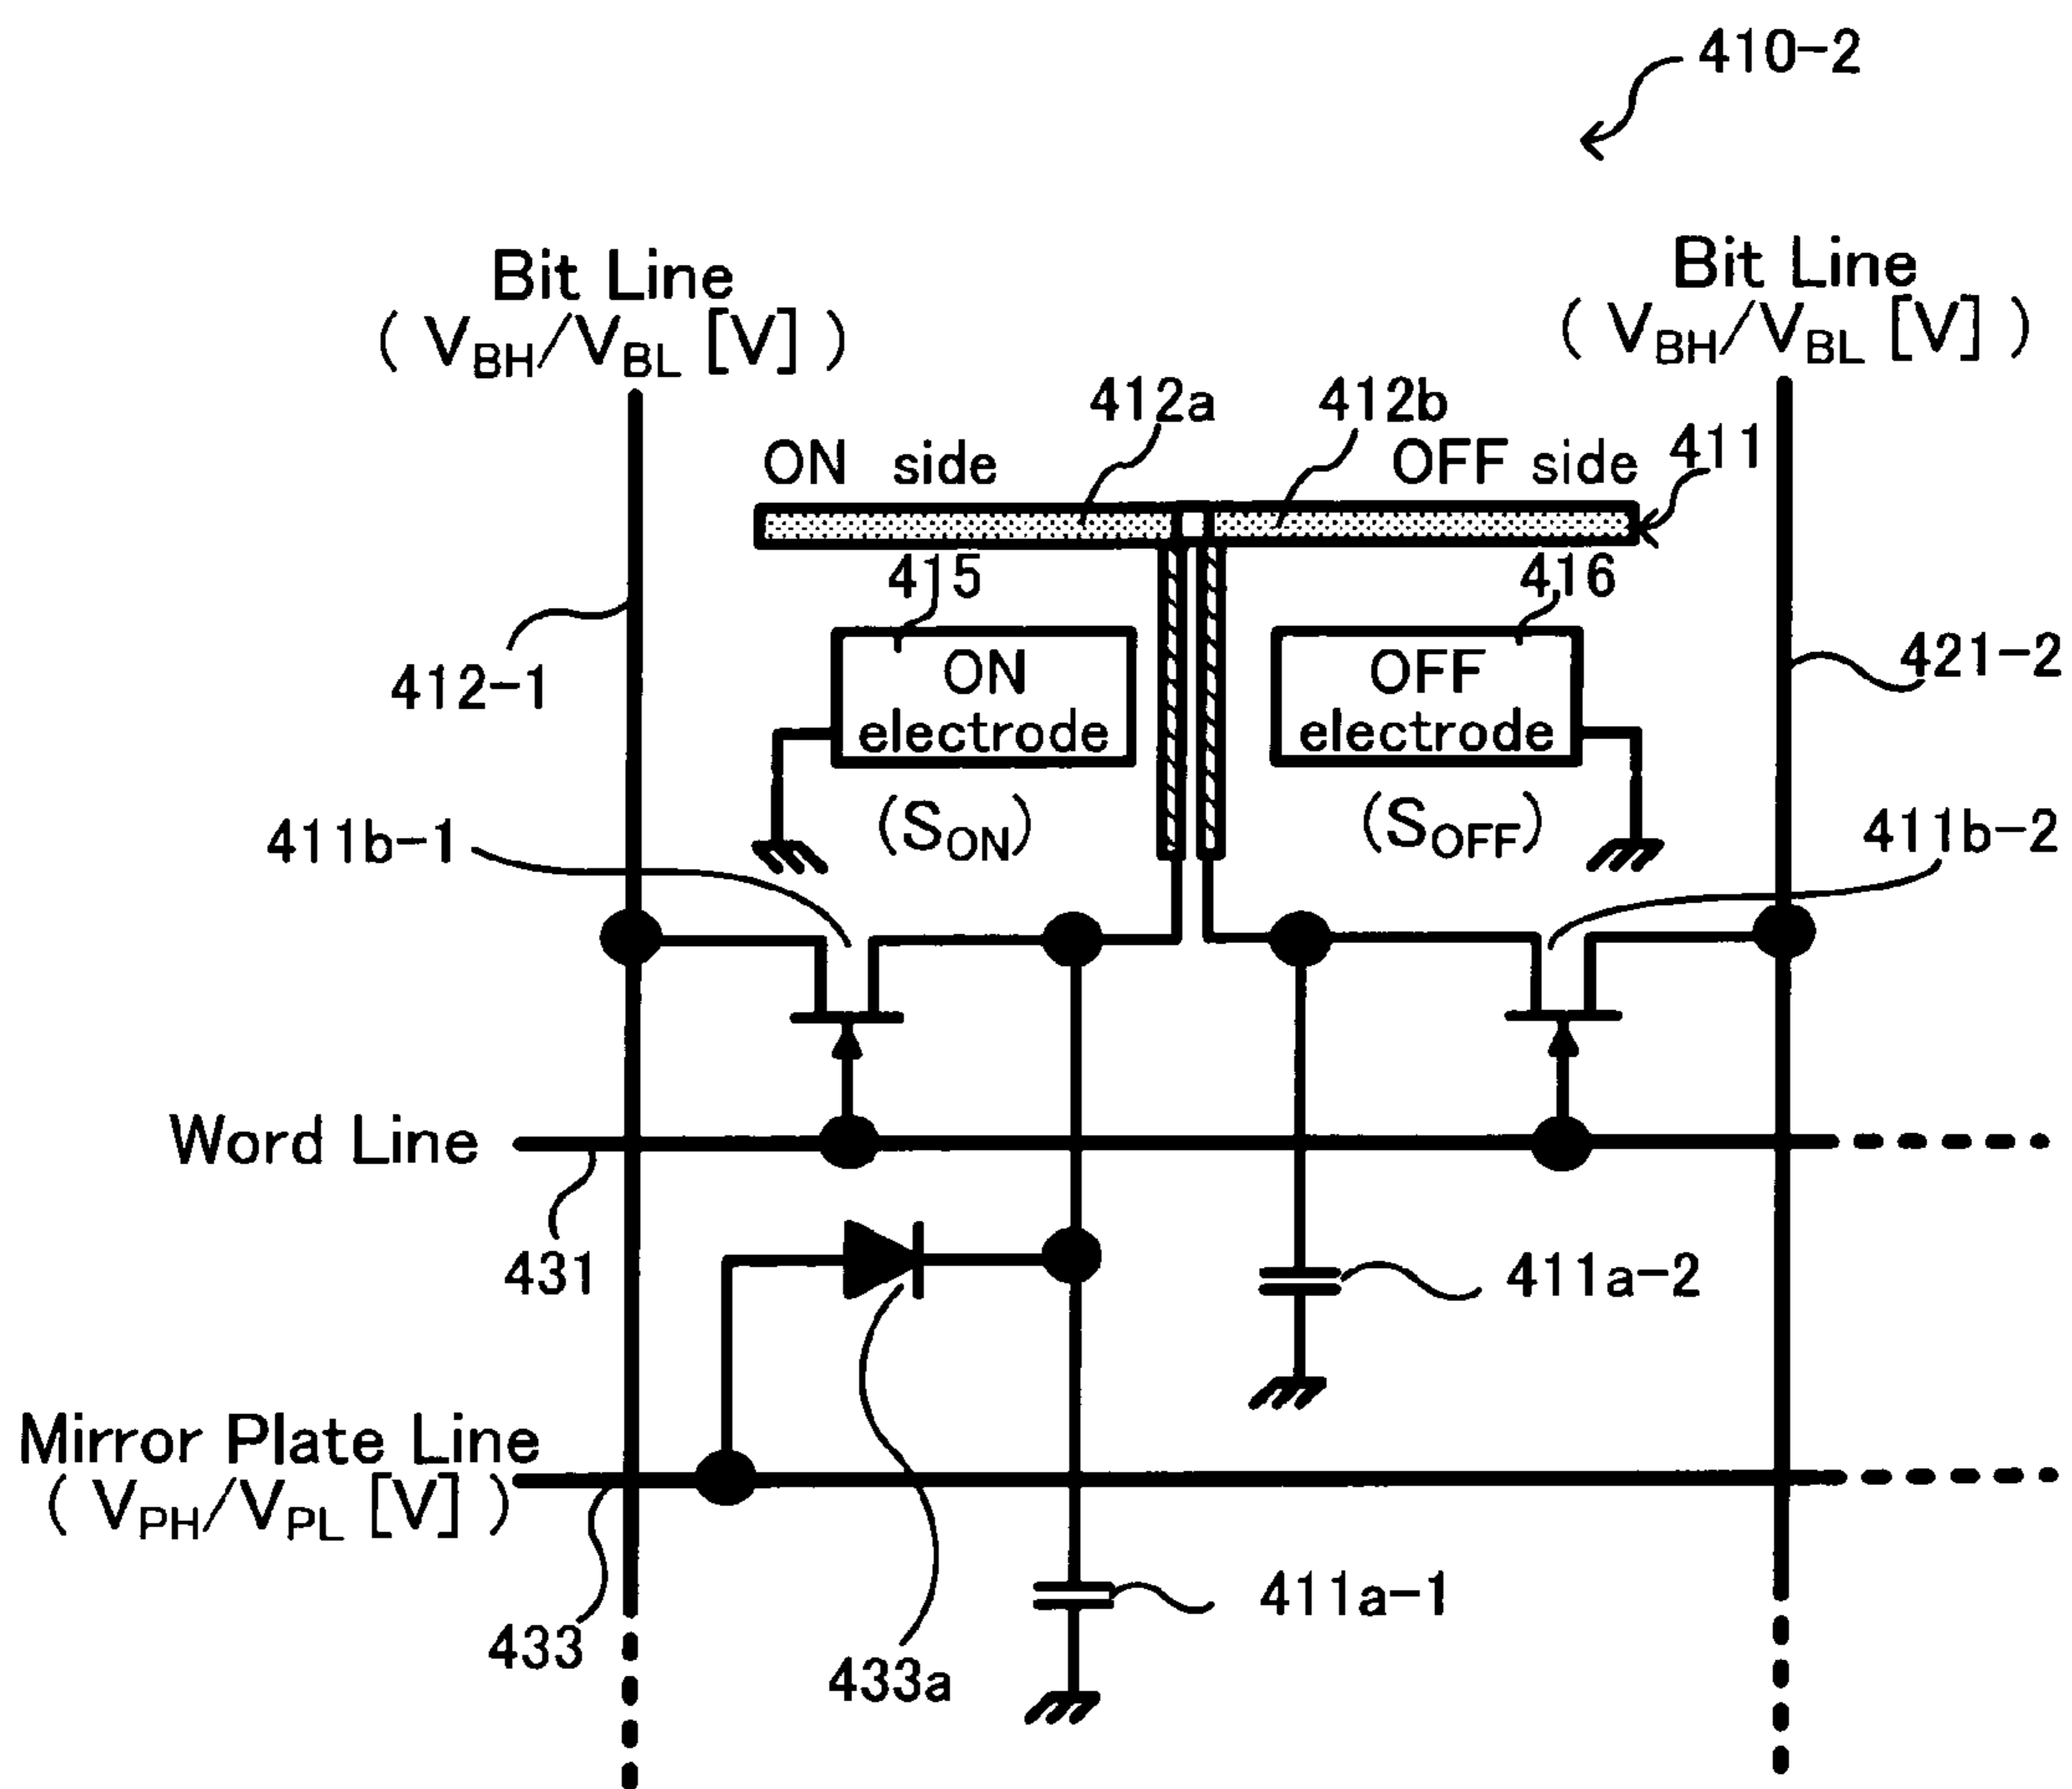 410-2
Bit Line
( VBH/VBL [V] )
Bit Line
( VBH/VBL [V] )
412a
412b
ON side
OFF side
411
415
416
412-1
ON
electrode
OFF
electrode
421-2
(SON)
(SOFF)
411b-1
411b-2
Word Line
431
411a-2
Mirror Plate Line
( VPH/VPL [V] )
433
433a
411a-1